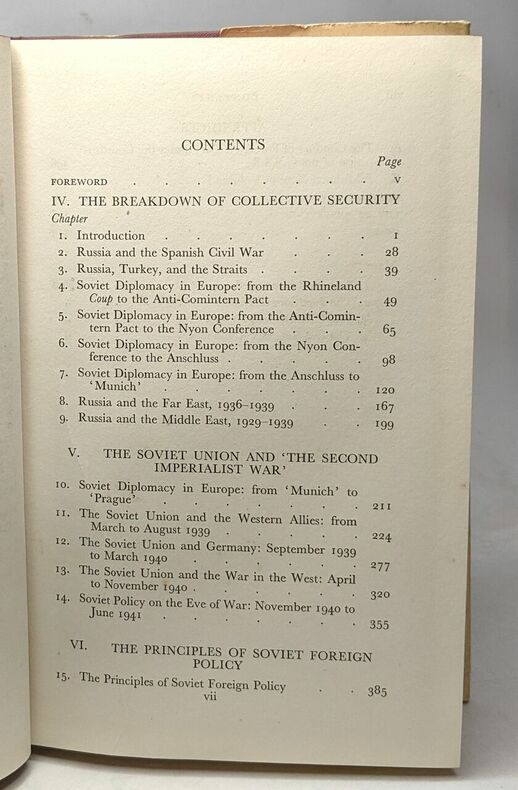 CONTENTS
Page
FOREWORD . . . . . . . . v
IV. THE BREAKDOWN OF COLLECTIVE SECURITY
Chapter
1. Introduction . . . . . . . 1
2. Russia and the Spanish Civil War . . . 28
3. Russia, Turkey, and the Straits . . . . 39
4. Soviet Diplomacy in Europe: from the Rhineland
Coup to the Anti-Comintern Pact . . . 49
5. Soviet Diplomacy in Europe: from the Anti-Comin-
tern Pact to the Nyon Conference . . . 65
6. Soviet Diplomacy in Europe: from the Nyon Con-
ference to the Anschluss . . . . . 98
7. Soviet Diplomacy in Europe: from the Anschluss to
'Munich' . . . . . . . 120
8. Russia and the Far East, 1936-1939 . . . 167
9. Russia and the Middle East, 1929-1939 . . 199
V. THE SOVIET UNION AND 'THE SECOND
IMPERIALIST WAR'
10. Soviet Diplomacy in Europe: from 'Munich' to
'Prague' . . . . . . . 211
11. The Soviet Union and the Western Allies: from
March to August 1939 . . . . . 224
12. The Soviet Union and Germany: September 1939
to March 1940 . . . . . . 277
13. The Soviet Union and the War in the West: April
to November 1940 . . . . . . 320
14. Soviet Policy on the Eve of War: November 1940 to
June 1941 . . . . . . . 355
VI. THE PRINCIPLES OF SOVIET FOREIGN
POLICY
15. The Principles of Soviet Foreign Policy . . 385
vii